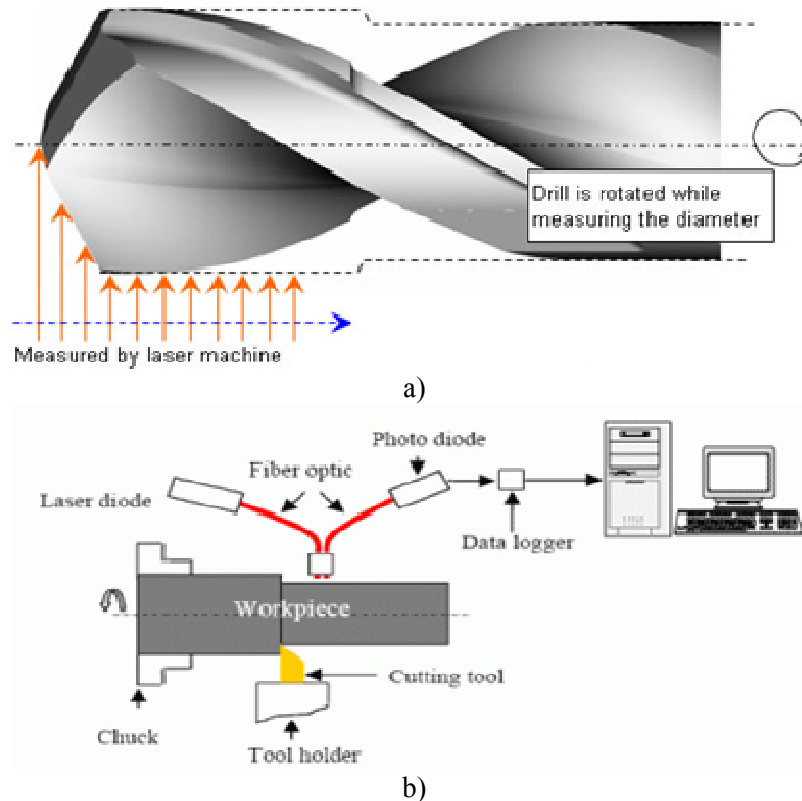 Drill is rotated while
measuring the diameter
Measured by laser machine
a)
Photo diode
Fiber optic
Laser diode
Data logger
Workpiece
Cutting tool
Chuck
Tool holder
b)